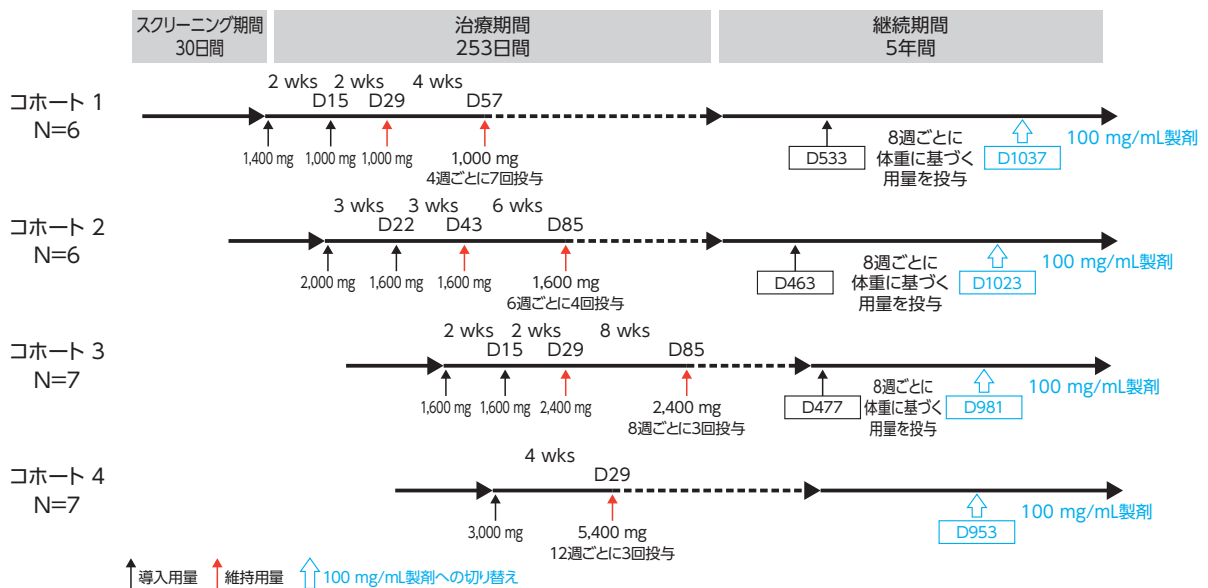 スクリーニング期間
30日間
治療期間
253日間
継続期間
5年間
コホート 1
N=6
2 wks 2 wks 4 wks
D15 D29 D57
1,400 mg 1,000 mg 1,000 mg 1,000 mg
4週ごとに7回投与
D533
8週ごとに
体重に基づく
用量を投与
D1037
100 mg/mL製剤
コホート 2
N=6
3 wks 3 wks 6 wks
D22 D43 D85
2,000 mg 1,600 mg 1,600 mg 1,600 mg
6週ごとに4回投与
D463
8週ごとに
体重に基づく
用量を投与
D1023
100 mg/mL製剤
コホート 3
N=7
2 wks 2 wks 8 wks
D15 D29 D85
1,600 mg 1,600 mg 2,400 mg 2,400 mg
8週ごとに3回投与
D477
8週ごとに
体重に基づく
用量を投与
D981
100 mg/mL製剤
コホート 4
N=7
4 wks
D29
3,000 mg 5,400 mg
12週ごとに3回投与
D953
100 mg/mL製剤
導入用量 維持用量 100 mg/mL製剤への切り替え